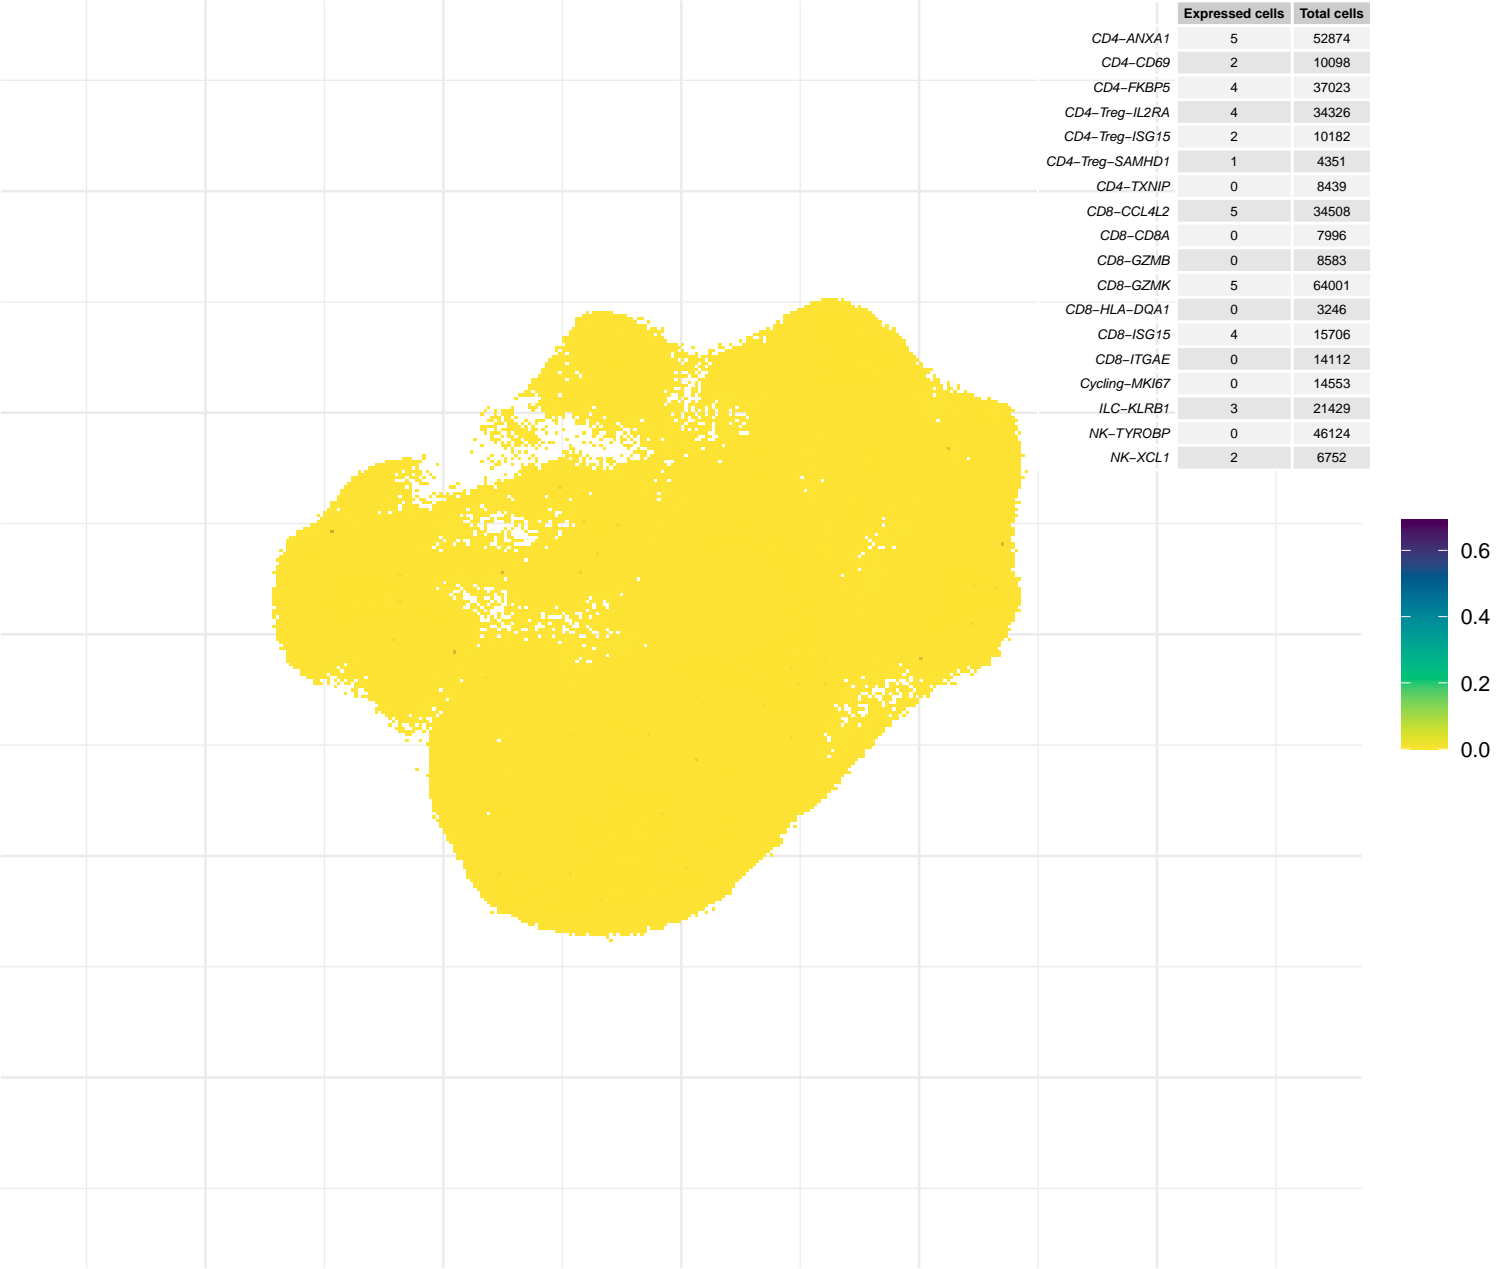 Expressed cells Total cells
CD4−ANXA1 5 52874
CD4−CD69 2 10098
CD4−FKBP5 4 37023
CD4−Treg−IL2RA 4 34326
CD4−Treg−ISG15 2 10182
CD4−Treg−SAMHD1 1 4351
CD4−TXNIP 0 8439
CD8−CCL4L2 5 34508
CD8−CD8A 0 7996
CD8−GZMB 0 8583
CD8−GZMK 5 64001
CD8−HLA−DQA1 0 3246
CD8−ISG15 4 15706
CD8−ITGAE 0 14112
Cycling−MKI67 0 14553
ILC−KLRB1 3 21429
NK−TYROBP 0 46124
NK−XCL1 2 6752
0.6
0.4
0.2
0.0